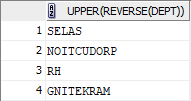 UPPER(REVERSE(DEPT))
1 SELAS
2 NOITCUDORP
3 RH
4 GNITEKRAM